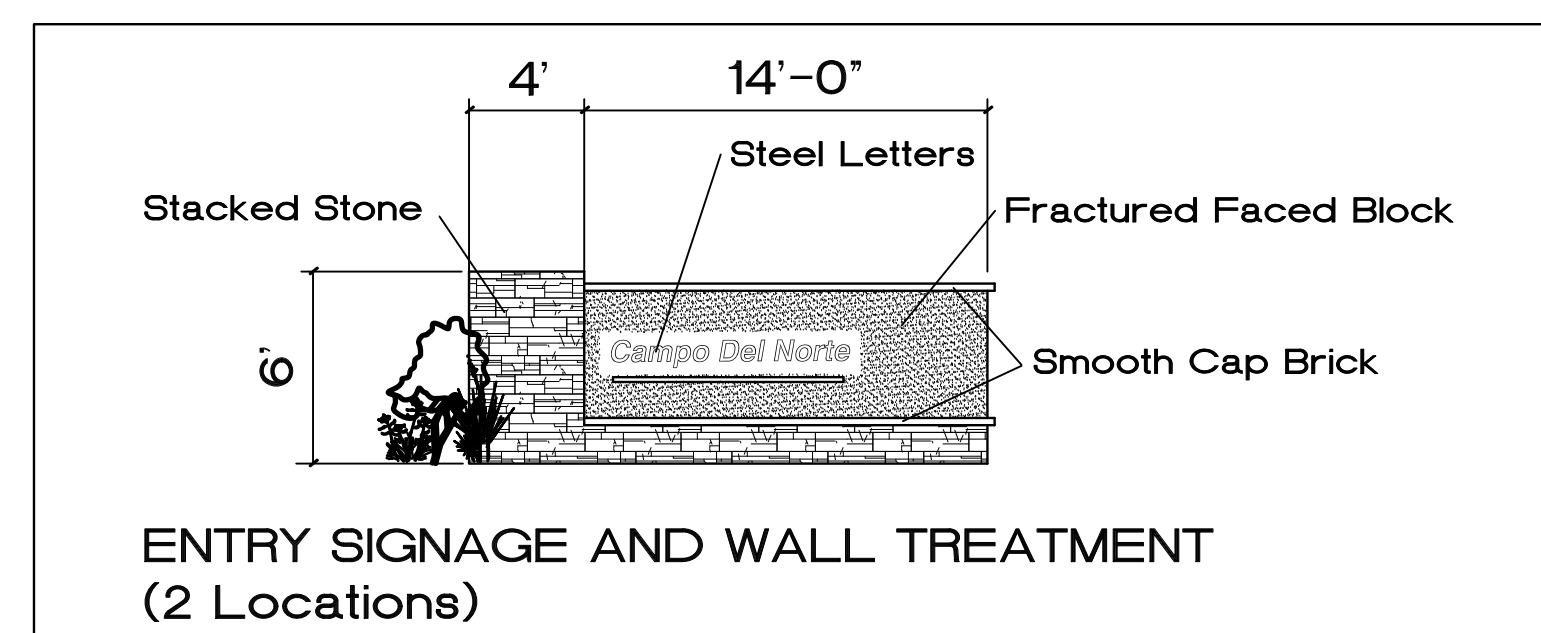 4' 14'-0"
Steel Letters
Stacked Stone
Fractured Faced Block
6'
Campo Del Norte
Smooth Cap Brick
ENTRY SIGNAGE AND WALL TREATMENT
(2 Locations)